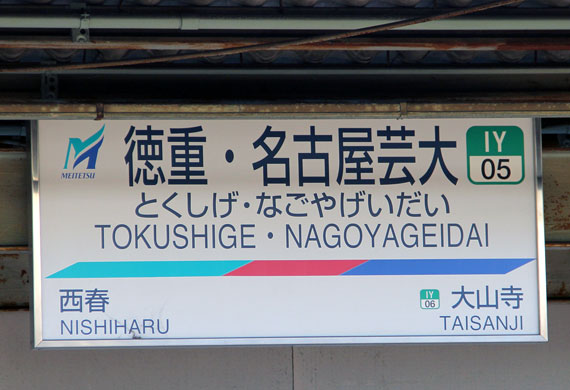 MEITETSU
徳重・名古屋芸大
IY
05
とくしげ・なごやげいだい
TOKUSHIGE・NAGOYAGEIDAI
西春
NISHIHARU
IY
06
大山寺
TAISANJI